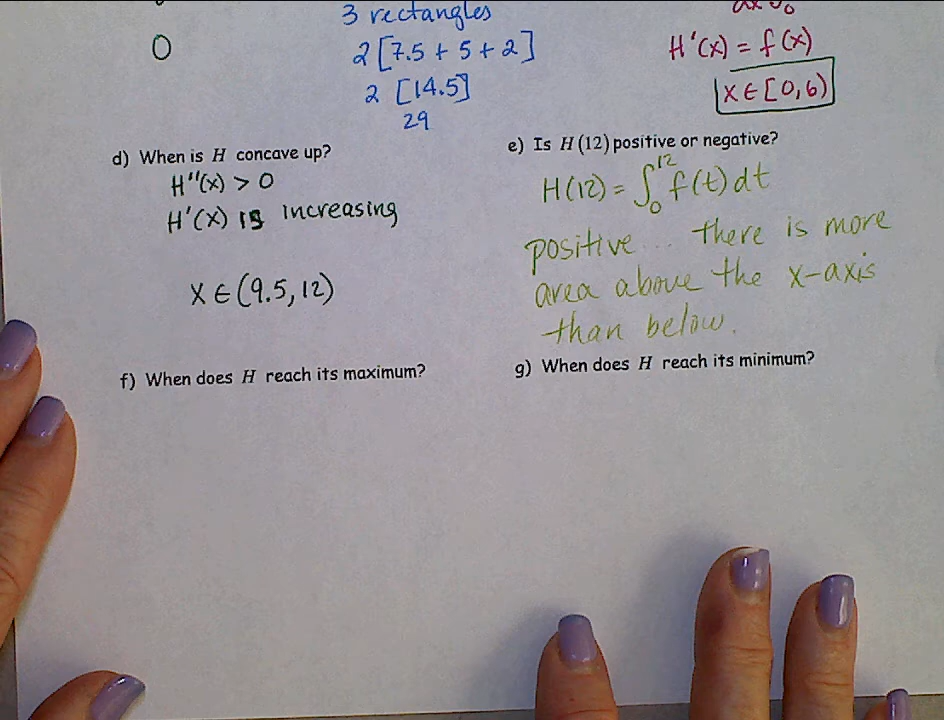 3 rectangles
0
2[7.5 + 5 + 2]
2 [14.5]
29
H'(x) = f(x)
x ∈ [0,6)
d) When is H concave up?
H''(x) > 0
H'(x) is increasing
x ∈ (9.5, 12)
e) Is H(12) positive or negative?
H(12) = ∫₀¹² f(t) dt
positive... there is more
area above the x-axis
than below.
f) When does H reach its maximum?
g) When does H reach its minimum?